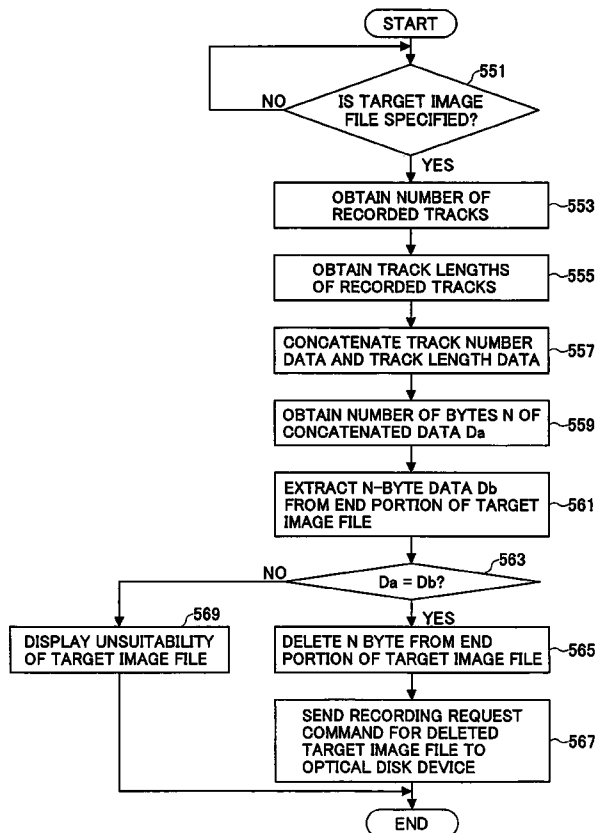 START
551
IS TARGET IMAGE
FILE SPECIFIED?
NO
YES
OBTAIN NUMBER OF
RECORDED TRACKS
553
OBTAIN TRACK LENGTHS
OF RECORDED TRACKS
555
CONCATENATE TRACK NUMBER
DATA AND TRACK LENGTH DATA
557
OBTAIN NUMBER OF BYTES N OF
CONCATENATED DATA Da
559
EXTRACT N-BYTE DATA Db
FROM END PORTION OF TARGET
IMAGE FILE
561
563
Da = Db?
NO
YES
569
DISPLAY UNSUITABILITY
OF TARGET IMAGE FILE
DELETE N BYTE FROM END
PORTION OF TARGET IMAGE FILE
565
SEND RECORDING REQUEST
COMMAND FOR DELETED
TARGET IMAGE FILE TO
OPTICAL DISK DEVICE
567
END